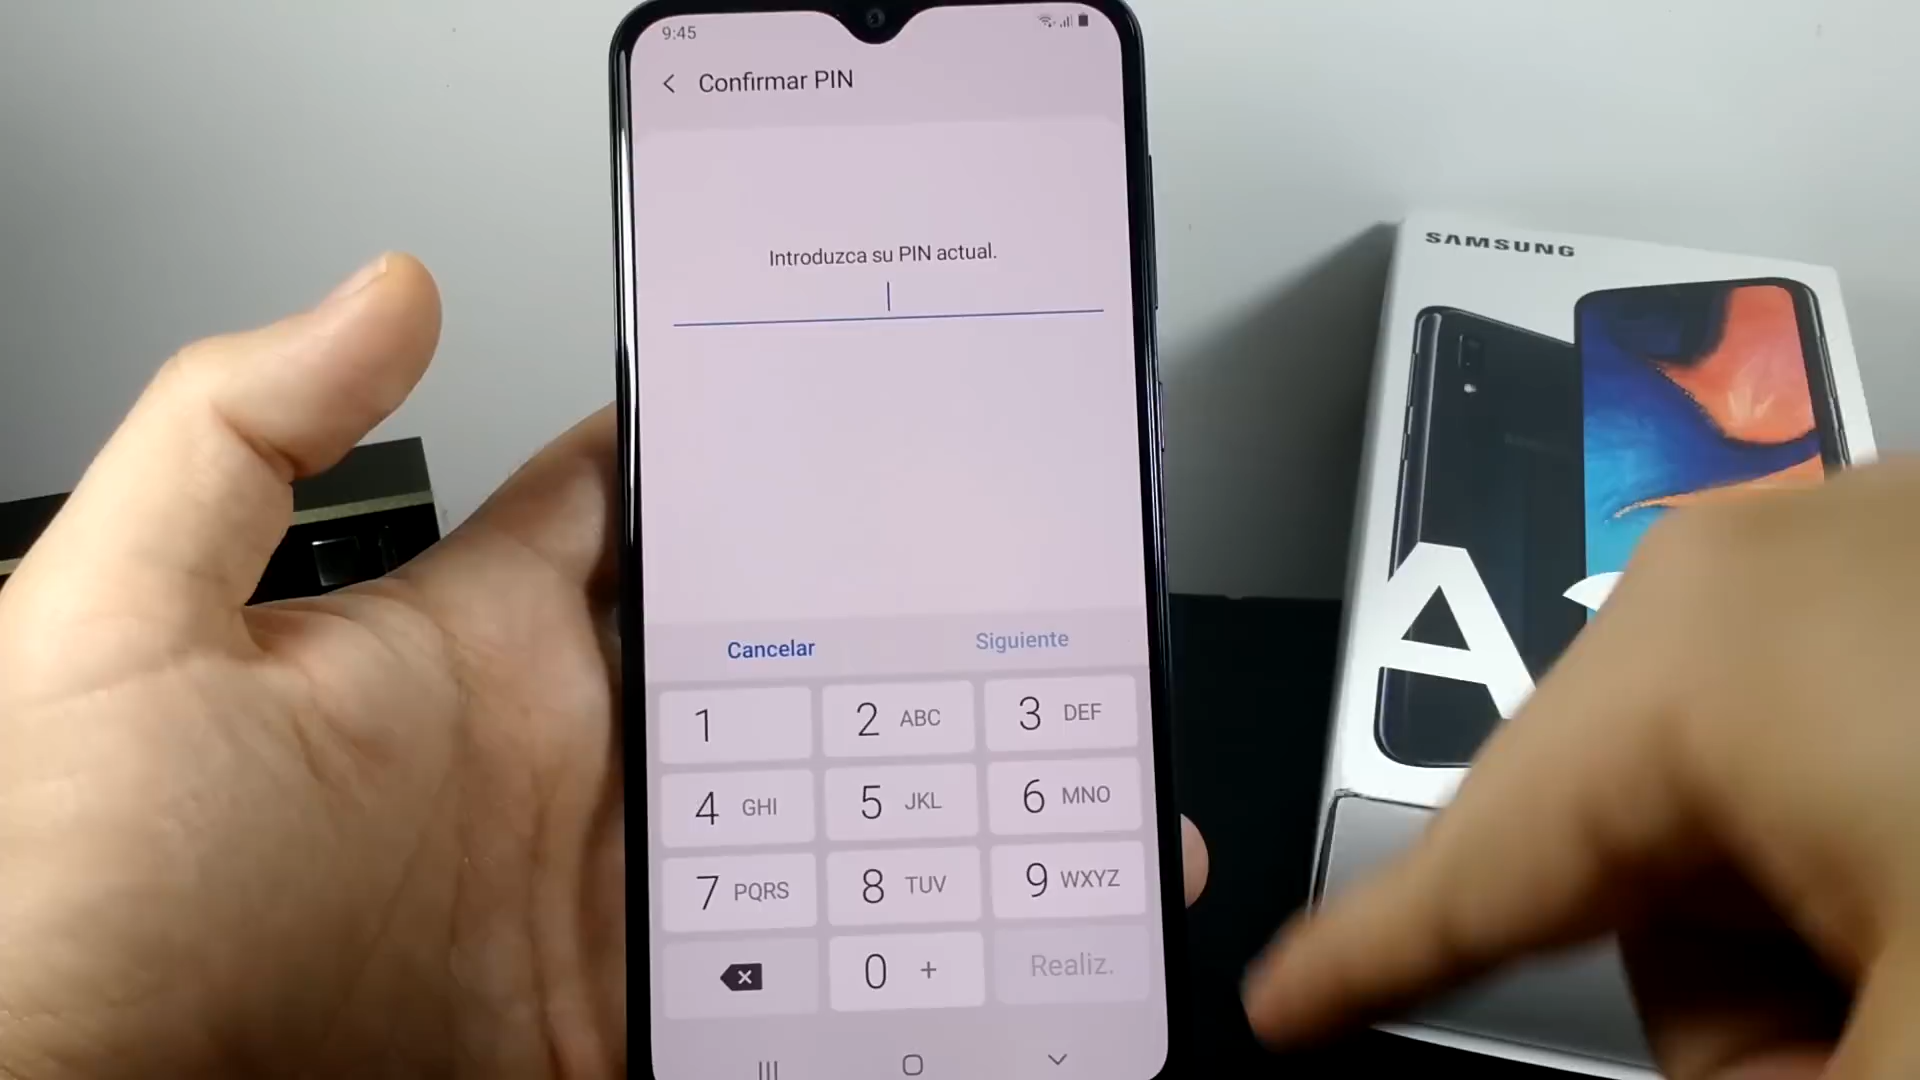 9:45
Confirmar PIN
Introduzca su PIN actual.
Cancelar Siguiente
1 2 ABC 3 DEF
4 GHI 5 JKL 6 MNO
7 PQRS 8 TUV 9 WXYZ
0 + Realiz.
SAMSUNG
A